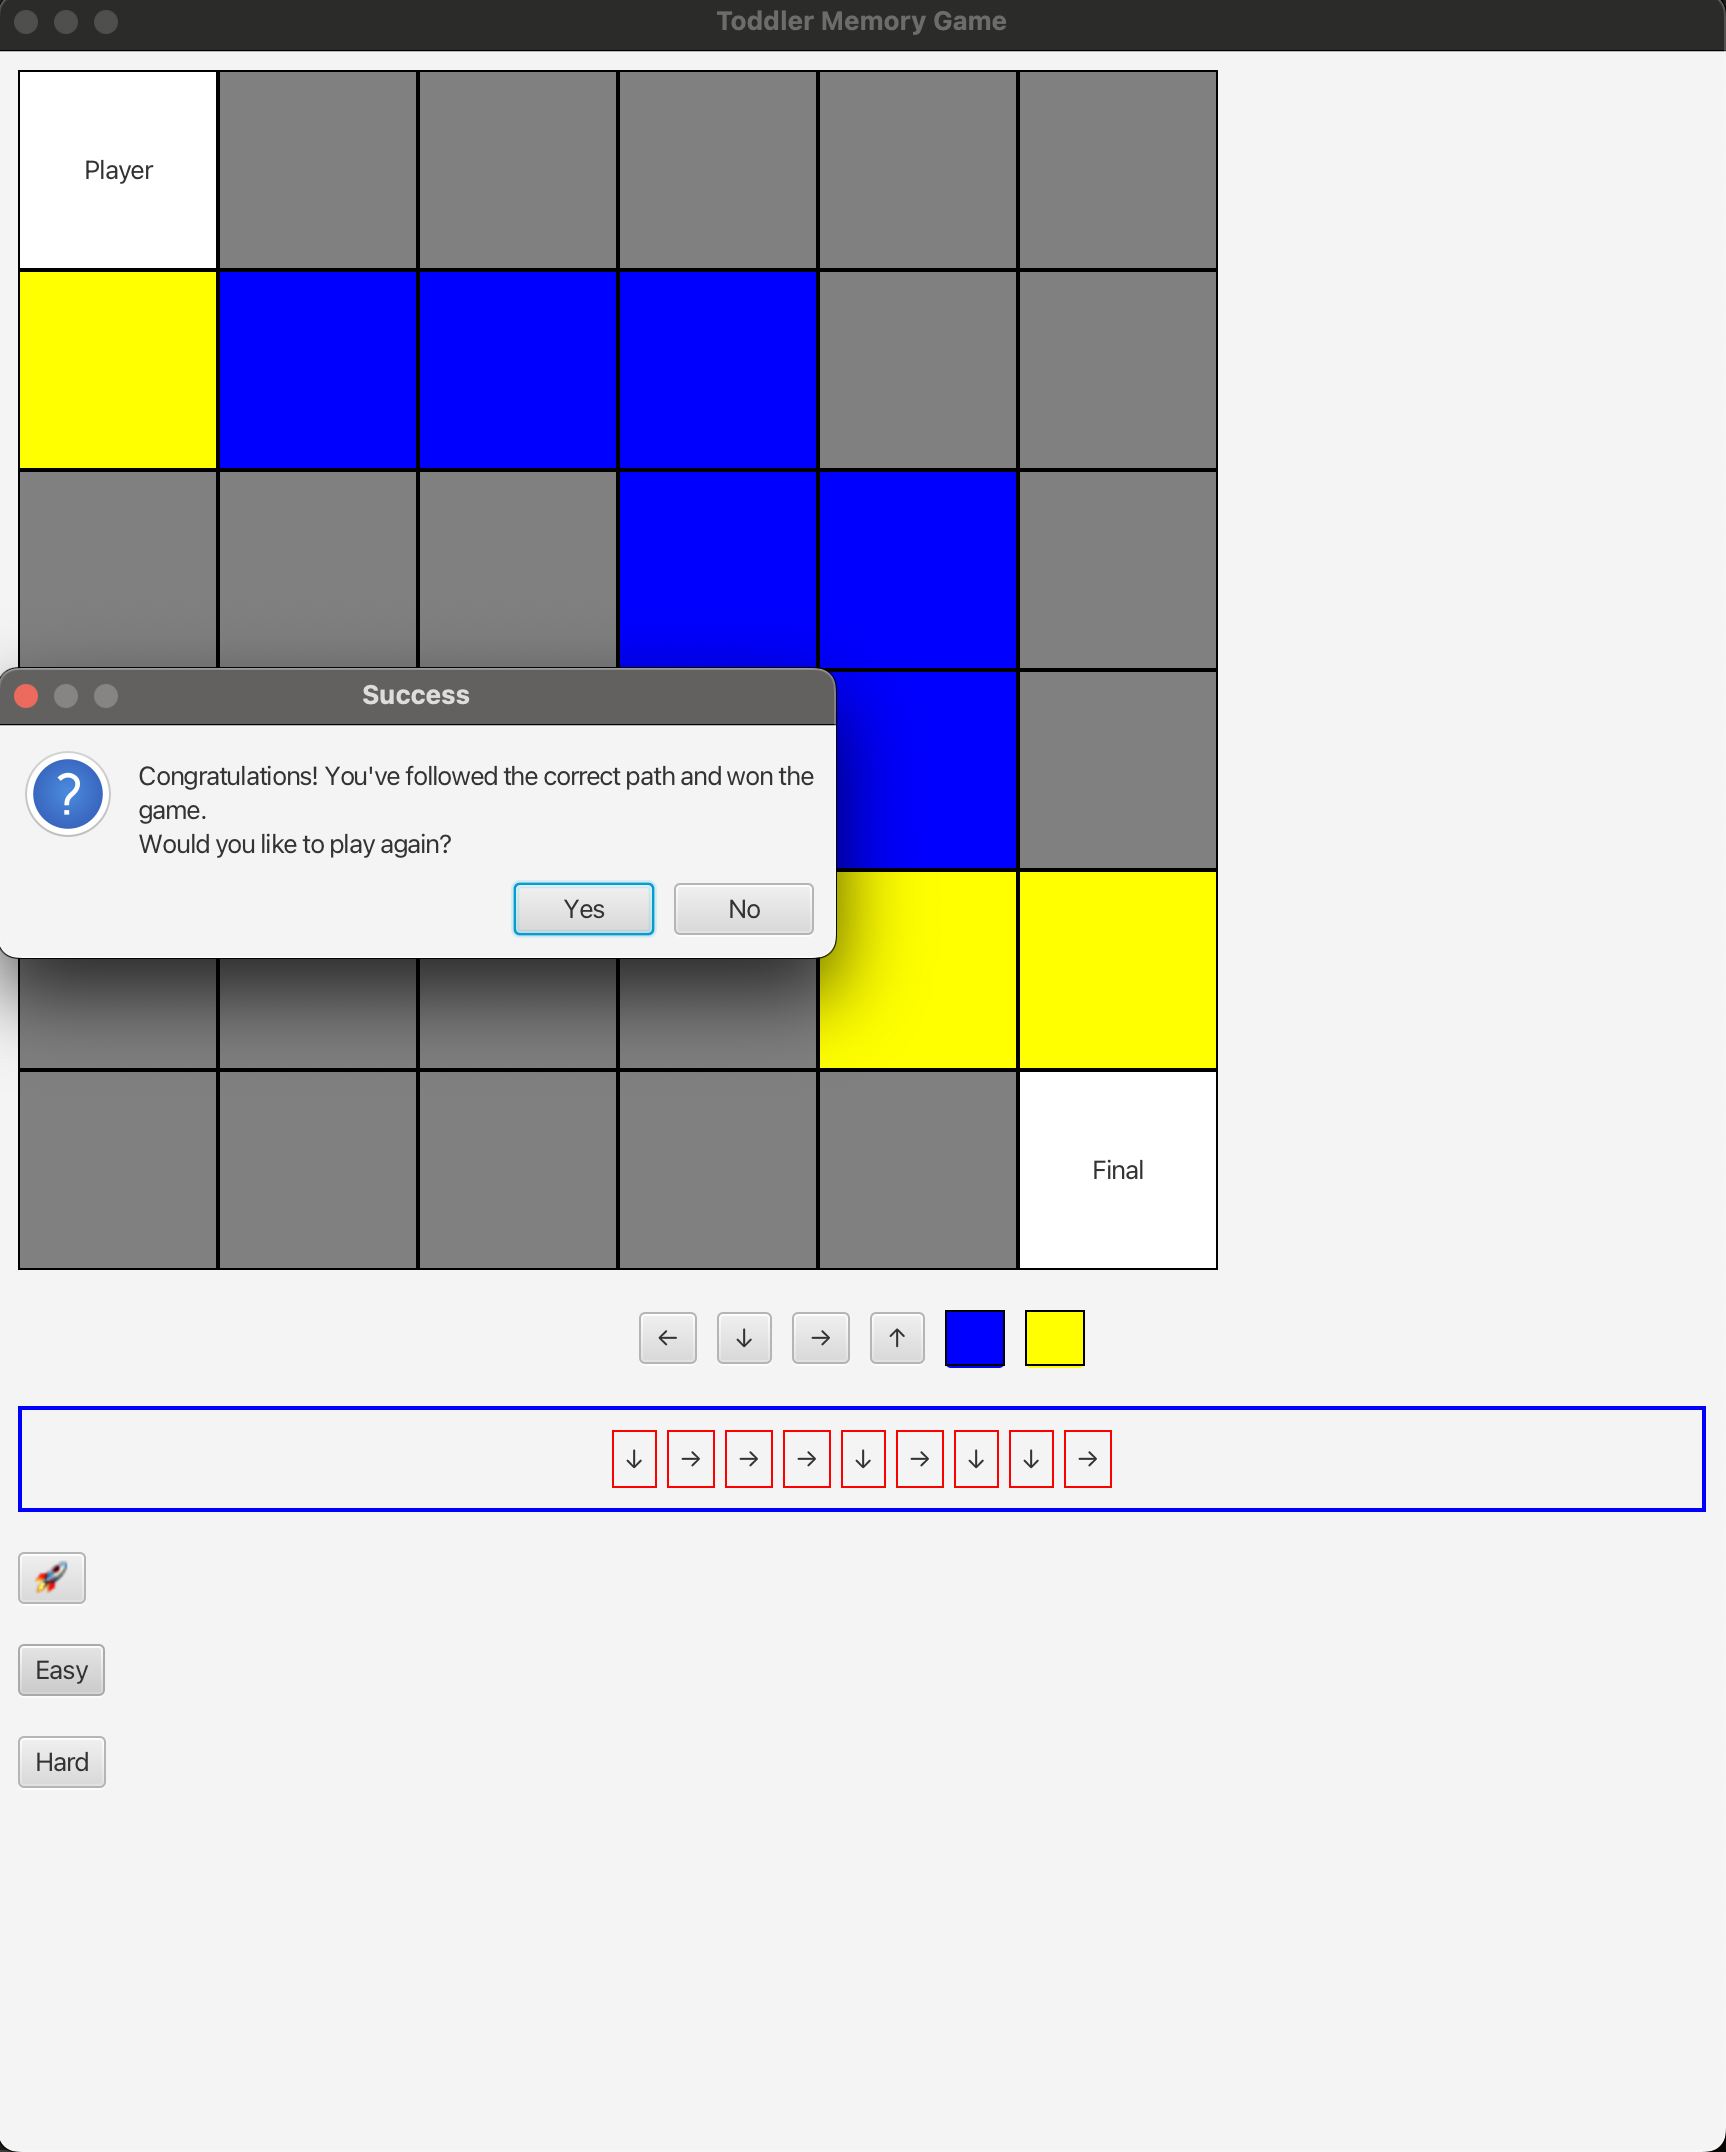 Toddler Memory Game
Player
Success
Congratulations! You've followed the correct path and won the
game.
Would you like to play again?
Yes No
Final
← ↓ → ↑
↓ → → → ↓ → ↓ ↓ →
Easy
Hard